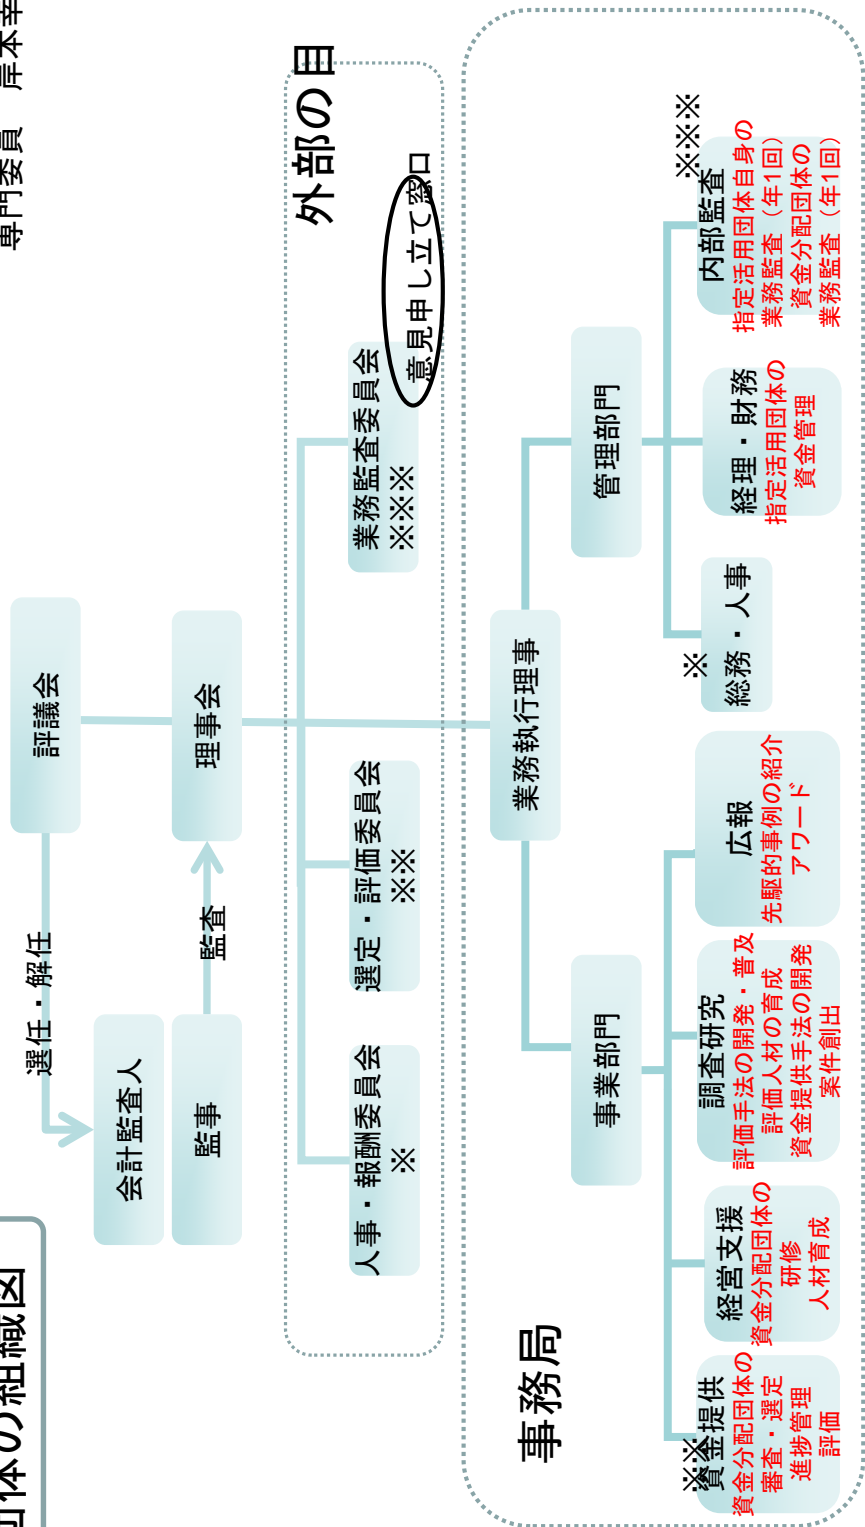 団体の組織図
専門委員 岸本幸
評議会
選任・解任
会計監査人
監事
監査
理事会
外部の目
人事・報酬委員会
※
選定・評価委員会
※※
業務監査委員会
※※※
意見申し立て窓口
事務局
業務執行理事
事業部門
管理部門
※※
資金提供
資金分配団体の
審査・選定
進捗管理
評価
経営支援
資金分配団体の
研修
人材育成
調査研究
評価手法の開発・普及
評価人材の育成
資金提供手法の開発
案件創出
広報
先駆的事例の紹介
アワード
※
総務・人事
経理・財務
指定活用団体の
資金管理
※※※
内部監査
指定活用団体自身の
業務監査（年1回）
資金分配団体の
業務監査（年1回）